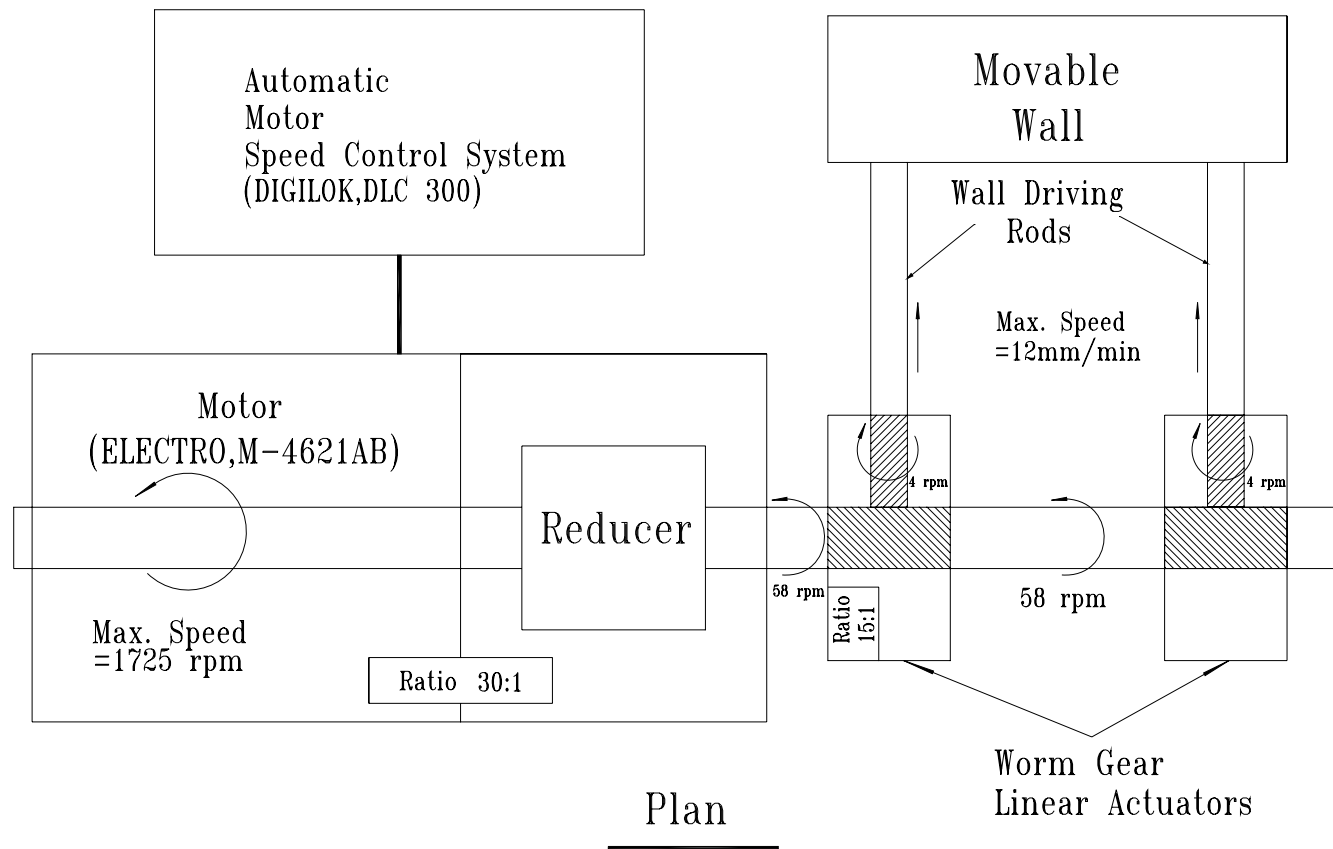 Automatic
Motor
Speed Control System
(DIGILOK,DLC 300)
Movable
Wall
Wall Driving
Rods
Max. Speed
=12mm/min
Motor
(ELECTRO,M-4621AB)
4 rpm
4 rpm
Reducer
58 rpm
58 rpm
Ratio
15:1
Max. Speed
=1725 rpm
Ratio 30:1
Worm Gear
Linear Actuators
Plan